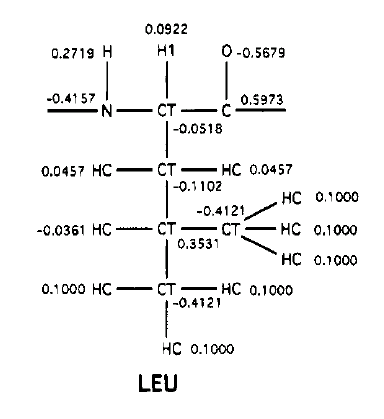 0.0922
0.2719 H H1 O -0.5679
-0.4157 N CT C 0.5973
-0.0518
0.0457 HC CT HC 0.0457
-0.1102
HC 0.1000
-0.4121
-0.0361 HC CT CT HC 0.1000
0.3531
HC 0.1000
0.1000 HC CT HC 0.1000
-0.4121
HC 0.1000
LEU